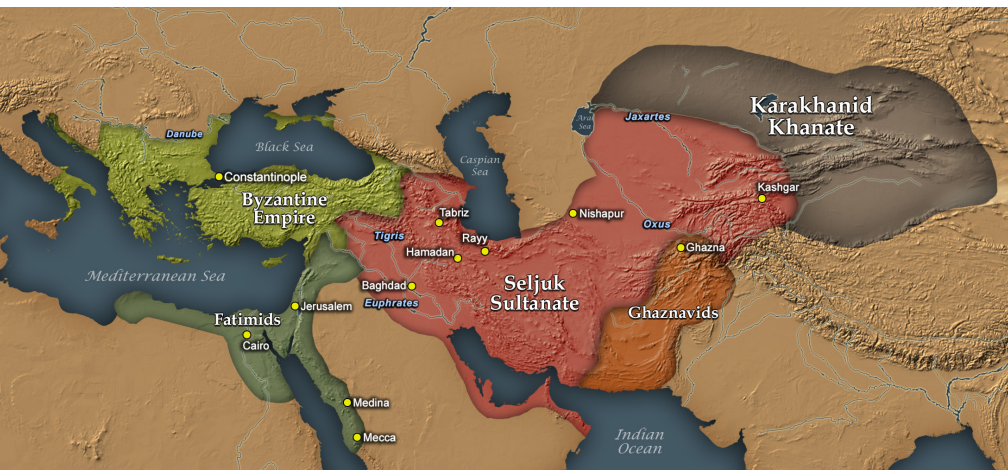 Karakhanid
Khanate
Jaxartes
Aral
Sea
Danube
Black Sea
Caspian
Sea
Constantinople
Kashgar
Byzantine
Empire
Tabriz
Nishapur
Oxus
Tigris
Rayy
Hamadan
Ghazna
Mediterranean Sea
Baghdad
Seljuk
Sultanate
Euphrates
Jerusalem
Fatimids
Ghaznavids
Cairo
Medina
Mecca
Indian
Ocean